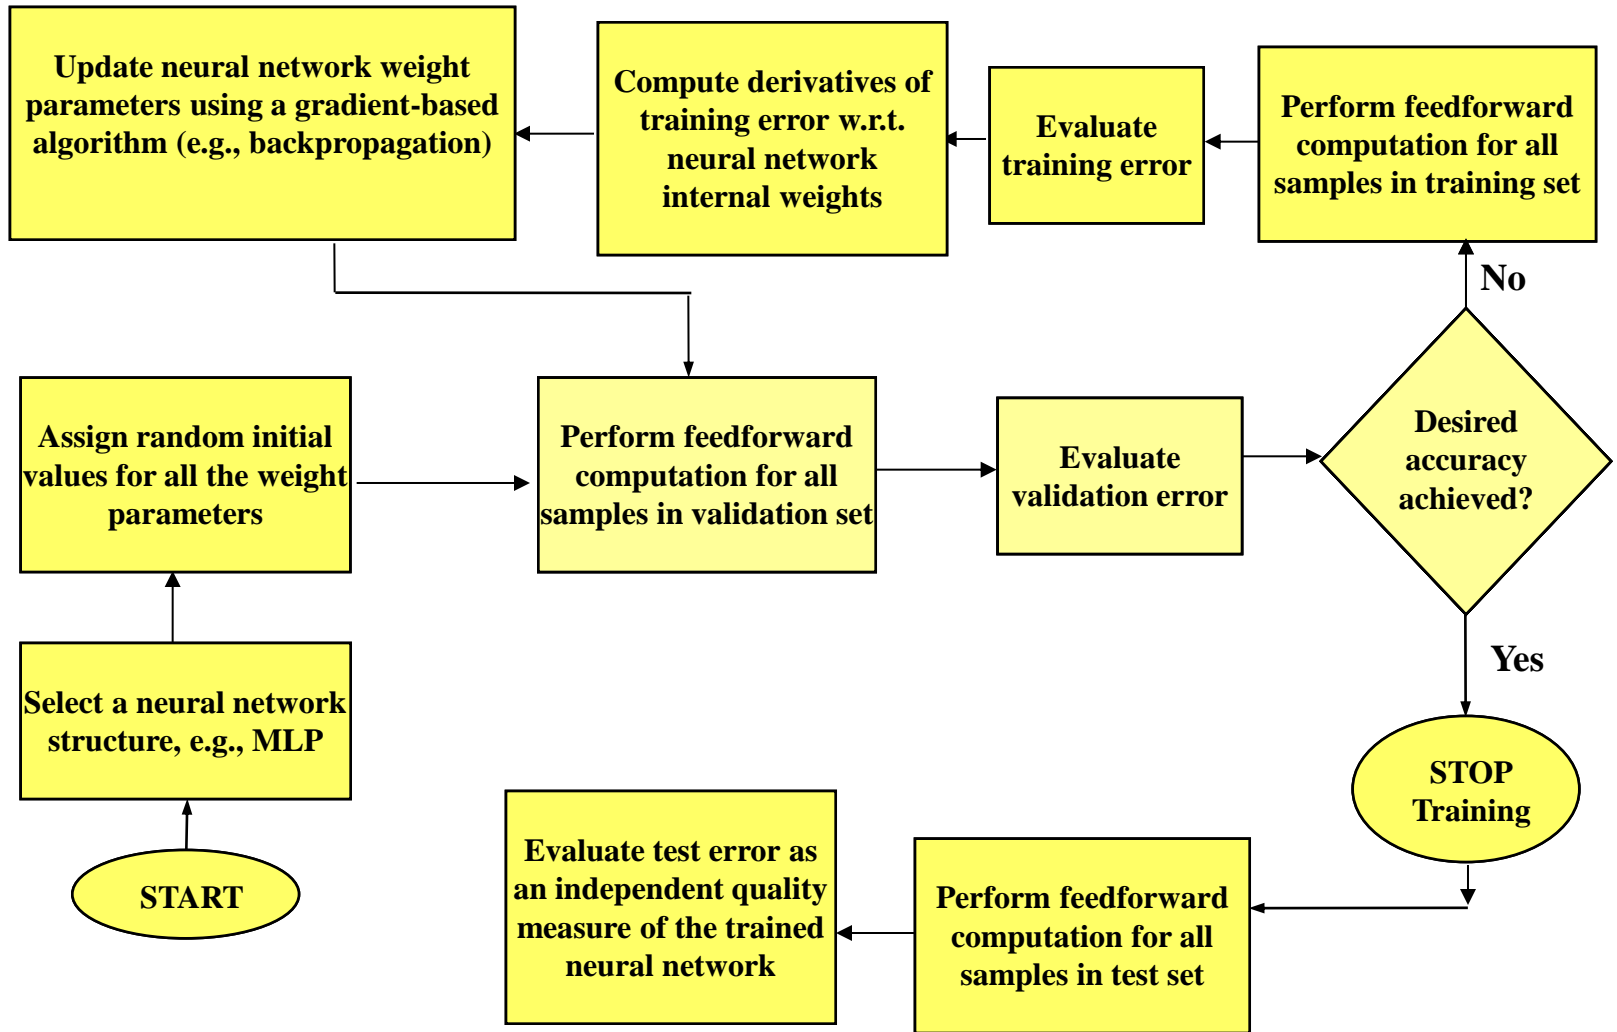 Update neural network weight
parameters using a gradient-based
algorithm (e.g., backpropagation)
Compute derivatives of
training error w.r.t.
neural network
internal weights
Evaluate
training error
Perform feedforward
computation for all
samples in training set
No
Assign random initial
values for all the weight
parameters
Perform feedforward
computation for all
samples in validation set
Evaluate
validation error
Desired
accuracy
achieved?
Yes
Select a neural network
structure, e.g., MLP
START
STOP
Training
Evaluate test error as
an independent quality
measure of the trained
neural network
Perform feedforward
computation for all
samples in test set